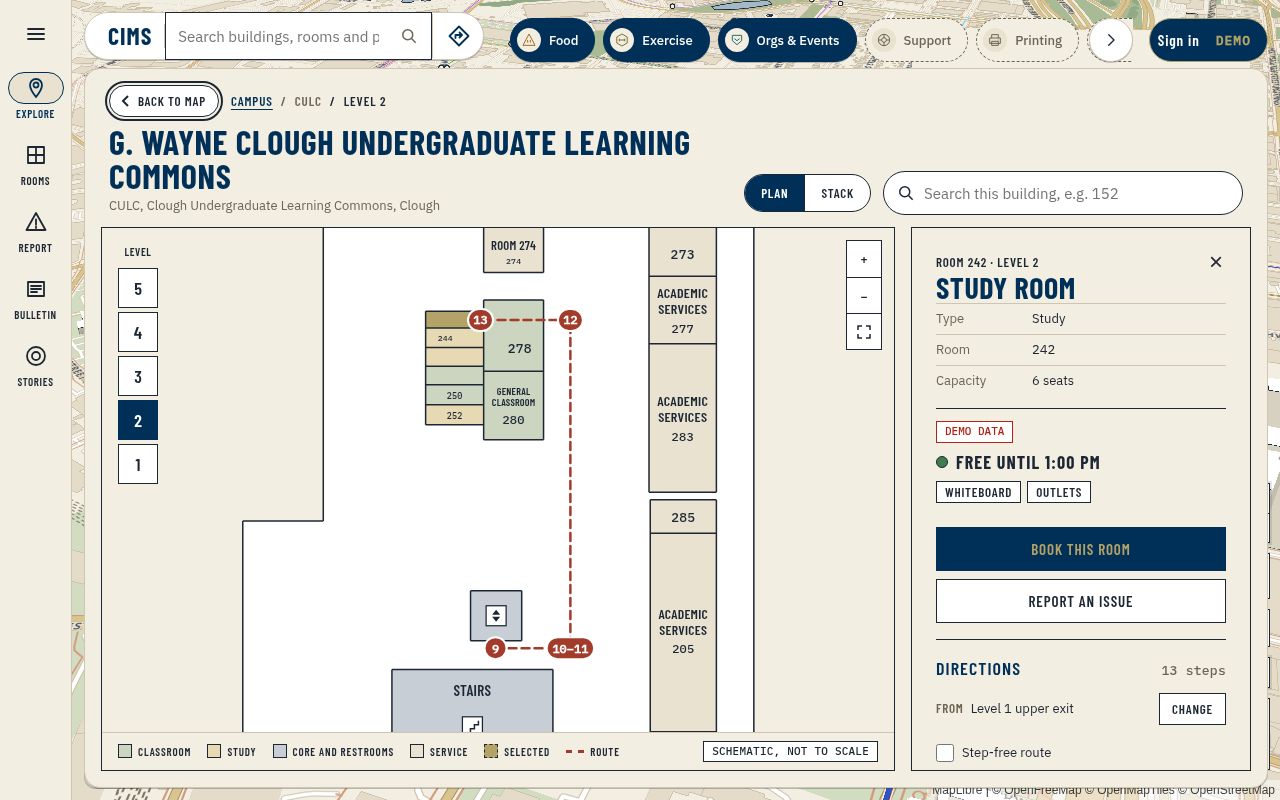 CIMS
Search buildings, rooms and p
Food
Exercise
Orgs & Events
Support
Printing
Sign in DEMO
EXPLORE
ROOMS
REPORT
BULLETIN
STORIES
BACK TO MAP
CAMPUS / CULC / LEVEL 2
G. WAYNE CLOUGH UNDERGRADUATE LEARNING
COMMONS
CULC, Clough Undergraduate Learning Commons, Clough
PLAN
STACK
Search this building, e.g. 152
LEVEL
5
4
3
2
1
ROOM 274
274
273
ACADEMIC
SERVICES
277
13
12
244
278
250
252
GENERAL
CLASSROOM
280
ACADEMIC
SERVICES
283
285
ACADEMIC
SERVICES
205
9
10–11
STAIRS
+
−
CLASSROOM
STUDY
CORE AND RESTROOMS
SERVICE
SELECTED
ROUTE
SCHEMATIC, NOT TO SCALE
ROOM 242 · LEVEL 2
STUDY ROOM
Type Study
Room 242
Capacity 6 seats
DEMO DATA
FREE UNTIL 1:00 PM
WHITEBOARD
OUTLETS
BOOK THIS ROOM
REPORT AN ISSUE
DIRECTIONS
13 steps
FROM Level 1 upper exit
CHANGE
Step-free route
MapLibre | © OpenFreeMap © OpenMapTiles © OpenStreetMap